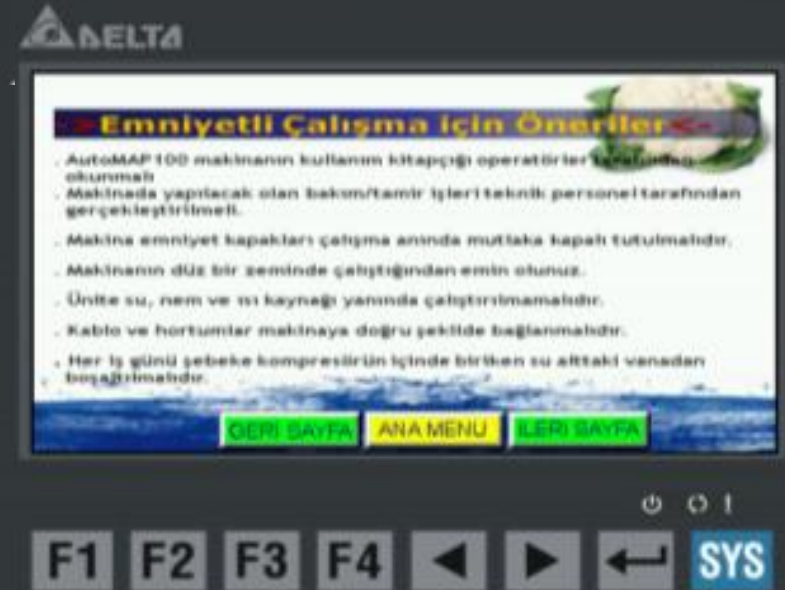 DELTA
->Emniyetli Çalışma için Öneriler<-
. AutoMAP100 makinanın kullanım kitapçığı operatörler tarafından
okunmalı
. Makinada yapılacak olan bakım/tamir işleri teknik personel tarafından
gerçekleştirilmeli.
. Makina emniyet kapakları çalışma anında mutlaka kapalı tutulmalıdır.
. Makinanın düz bir zeminde çalıştığından emin olunuz.
. Ünite su, nem ve ısı kaynağı yanında çalıştırılmamalıdır.
. Kablo ve hortumlar makinaya doğru şekilde bağlanmalıdır.
. Her iş günü şebeke kompresörün içinde biriken su alttaki vanadan
boşaltılmalıdır.
GERI SAYFA ANA MENU ILERI SAYFA
F1 F2 F3 F4 SYS